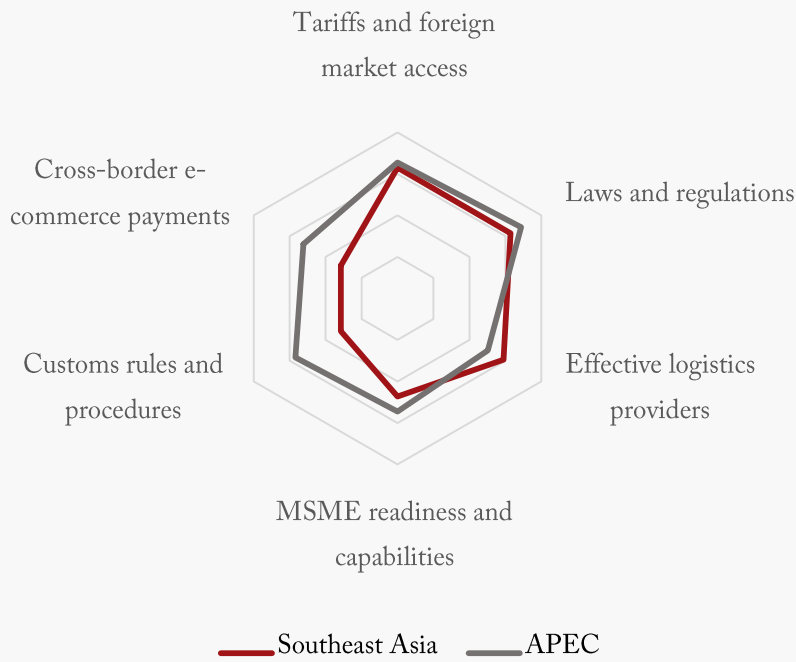 Tariffs and foreign
market access
Cross-border e-
commerce payments
Laws and regulations
Customs rules and
procedures
Effective logistics
providers
MSME readiness and
capabilities
Southeast Asia
APEC